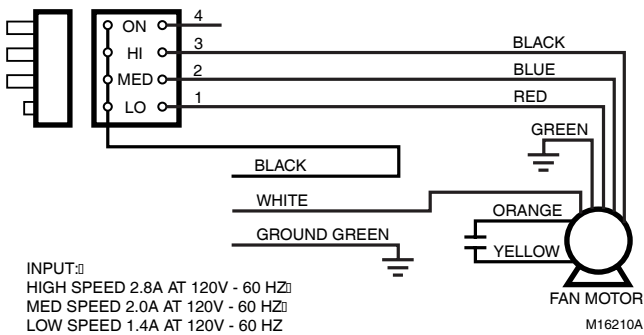 ON 4
HI 3
MED 2
LO 1
BLACK
BLUE
RED
GREEN
BLACK
WHITE
ORANGE
GROUND GREEN
YELLOW
INPUT:▯
HIGH SPEED 2.8A AT 120V - 60 HZ▯
MED SPEED 2.0A AT 120V - 60 HZ▯
LOW SPEED 1.4A AT 120V - 60 HZ
FAN MOTOR
M16210A